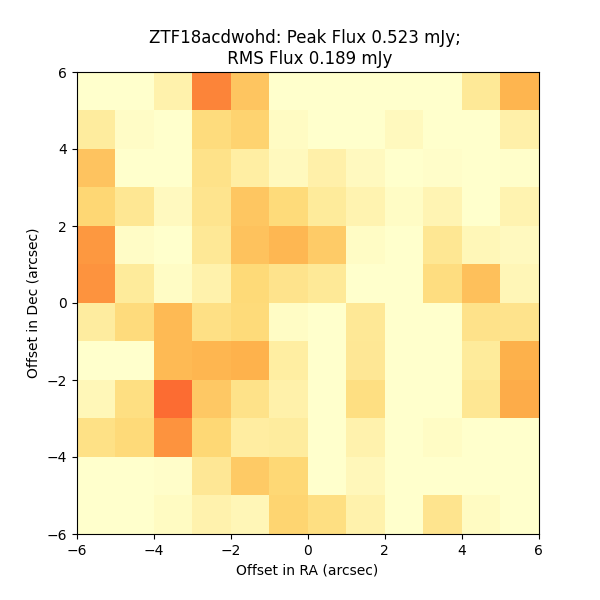 ZTF18acdwohd: Peak Flux 0.523 mJy;
RMS Flux 0.189 mJy
6
4
2
0
−2
−4
−6
Offset in Dec (arcsec)
−6 −4 −2 0 2 4 6
Offset in RA (arcsec)